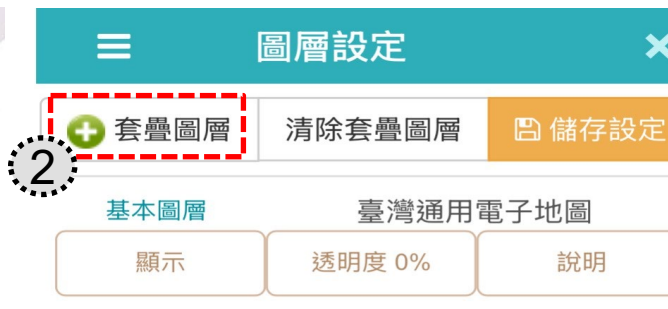 圖層設定
套疊圖層 清除套疊圖層 儲存設定
2
基本圖層 臺灣通用電子地圖
顯示 透明度 0% 說明